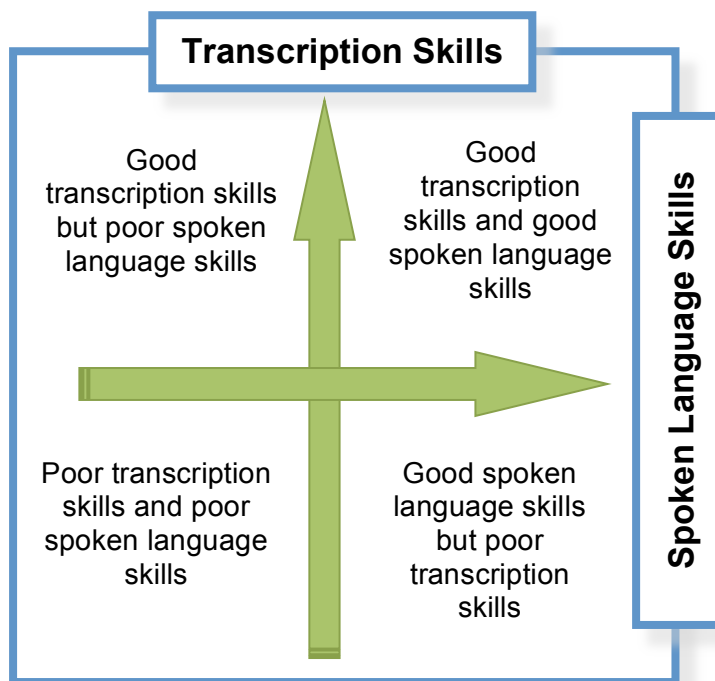 Transcription Skills
Good
transcription skills
but poor spoken
language skills
Good
transcription
skills and good
spoken language
skills
Spoken Language Skills
Poor transcription
skills and poor
spoken language
skills
Good spoken
language skills
but poor
transcription
skills